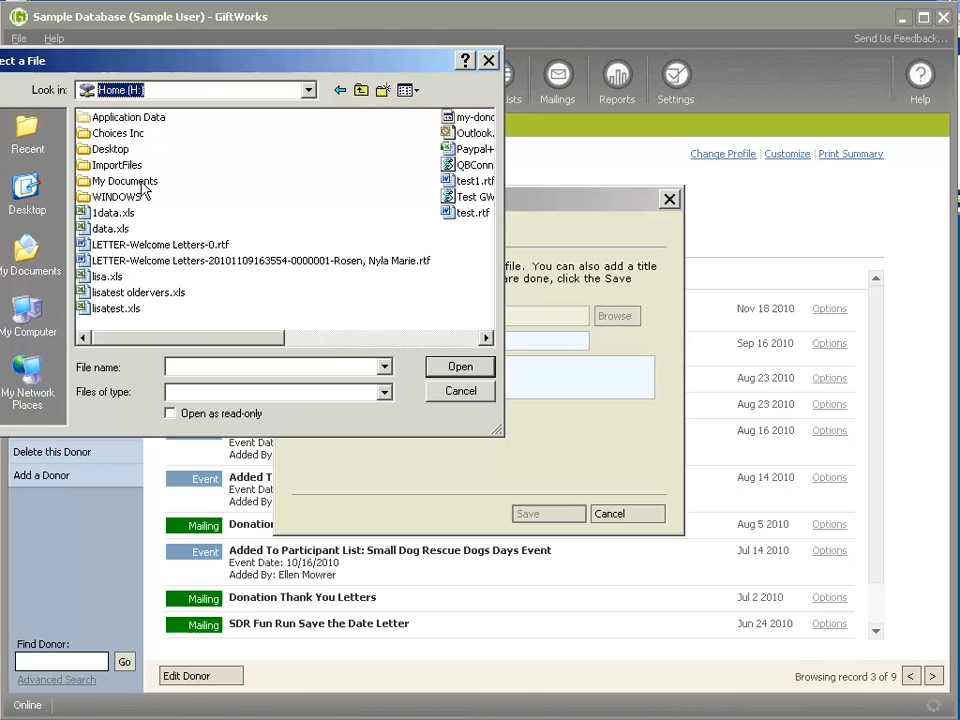 Sample Database (Sample User) - GiftWorks
File Help
Send Us Feedback...
ect a File
Look in: Home (H:)
Mailings
Reports
Settings
Help
Recent
Desktop
My Documents
My Computer
My Network
Places
Application Data
Choices Inc
Desktop
ImportFiles
My Documents
WINDOWS
1data.xls
data.xls
LETTER-Welcome Letters-0.rtf
LETTER-Welcome Letters-20101109163554-0000001-Rosen, Nyla Marie.rtf
lisa.xls
lisatest oldervers.xls
lisatest.xls
my-dono
Outlook.
Paypal+
QBConn
test1.rtf
Test GW
test.rtf
File name:
Open
Files of type:
Cancel
Open as read-only
Change Profile Customize Print Summary
file. You can also add a title
re done, click the Save
Browse
Save
Cancel
Nov 18 2010 Options
Sep 16 2010 Options
Aug 23 2010 Options
Aug 23 2010 Options
Aug 16 2010 Options
Event Dat
Added By:
Event Added T Aug 14 2010 Options
Event Dat
Added By:
Mailing Donation Aug 5 2010 Options
Event Added To Participant List: Small Dog Rescue Dogs Days Event Jul 14 2010 Options
Event Date: 10/16/2010
Added By: Ellen Mowrer
Mailing Donation Thank You Letters Jul 2 2010 Options
Mailing SDR Fun Run Save the Date Letter Jun 24 2010 Options
Delete this Donor
Add a Donor
Find Donor:
Go
Advanced Search
Edit Donor
Browsing record 3 of 9 < >
Online